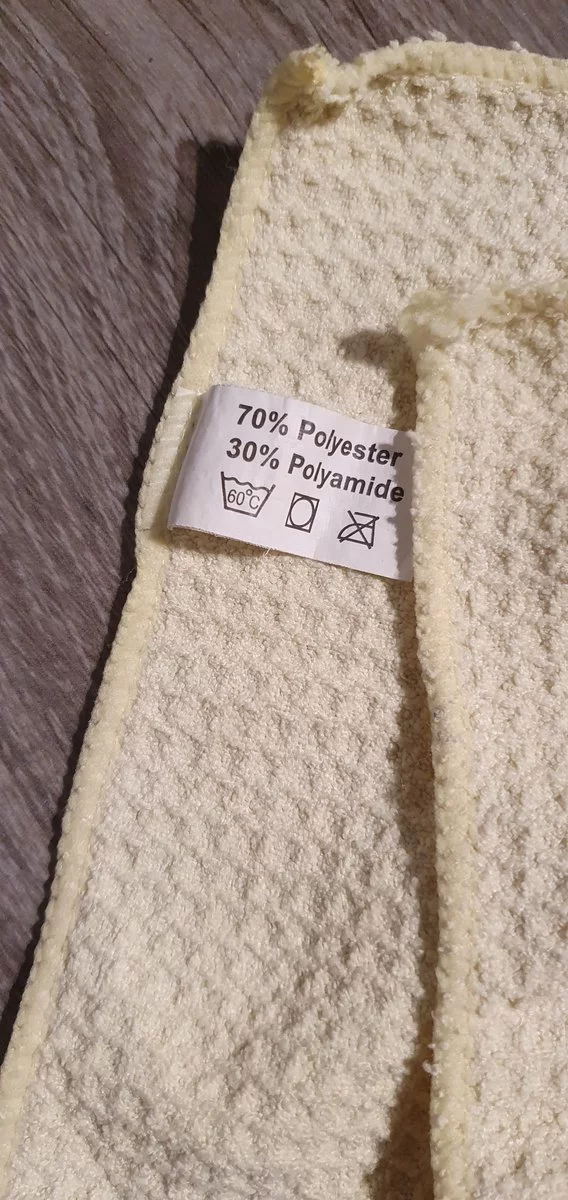 70% Polyester
30% Polyamide
60°C